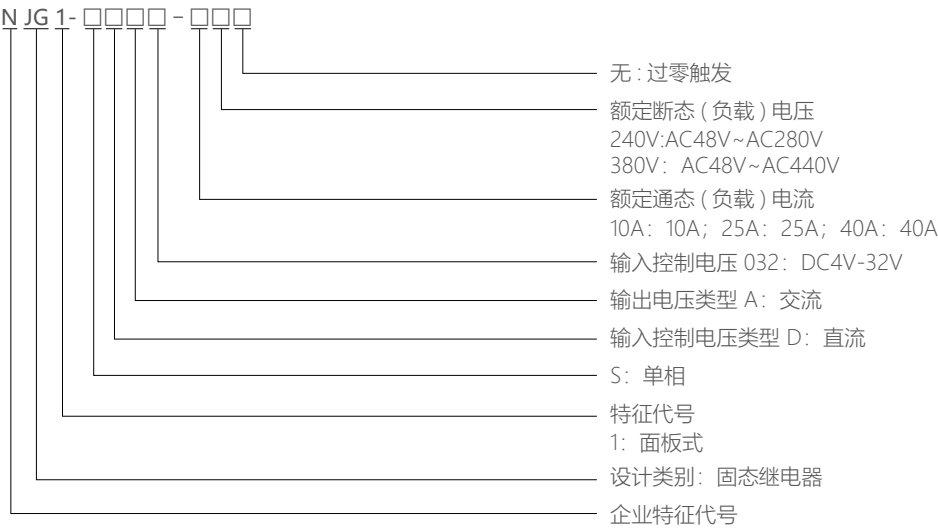 N JG 1- □□□□ - □□□
无 : 过零触发
额定断态 ( 负载 ) 电压
240V:AC48V~AC280V
380V：AC48V~AC440V
额定通态 ( 负载 ) 电流
10A：10A；25A：25A；40A：40A
输入控制电压 032：DC4V-32V
输出电压类型 A：交流
输入控制电压类型 D：直流
S：单相
特征代号
1：面板式
设计类别：固态继电器
企业特征代号